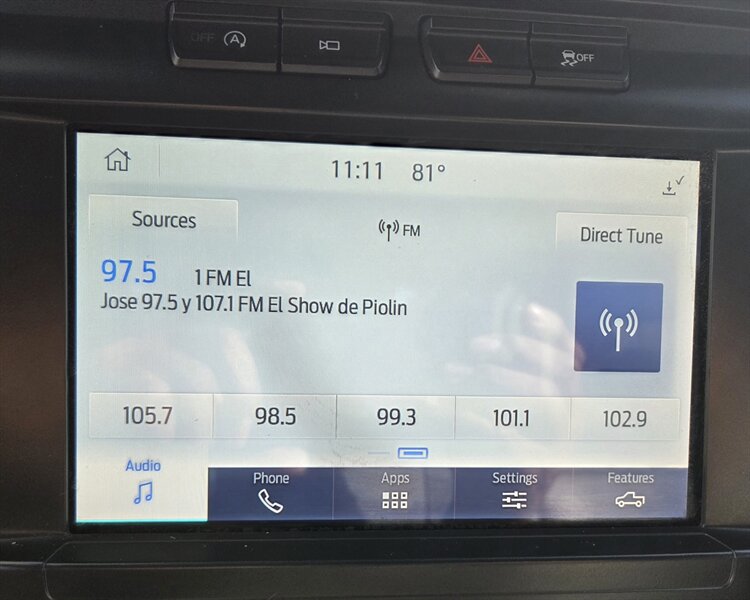 OFF A
OFF
11:11 81°
Sources FM Direct Tune
97.5 1 FM El
Jose 97.5 y 107.1 FM El Show de Piolin
105.7 98.5 99.3 101.1 102.9
Audio Phone Apps Settings Features